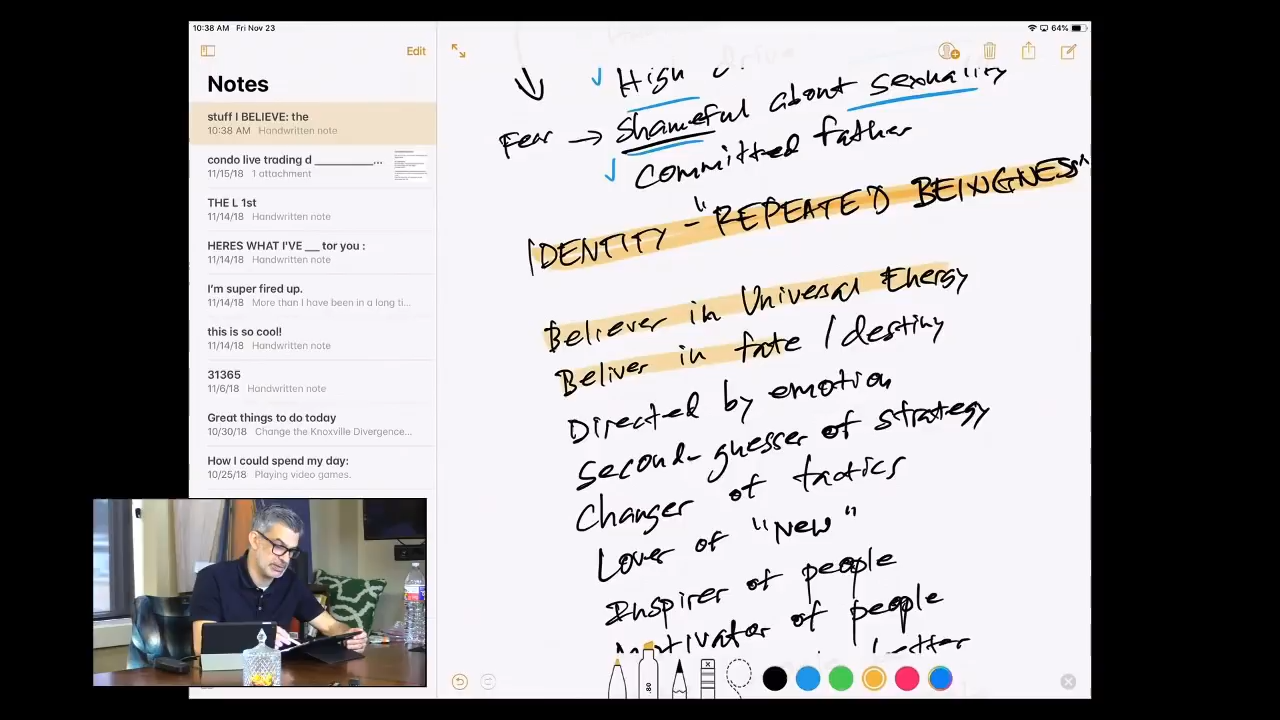 10:38 AM Fri Nov 23
64%
Edit
Notes
stuff I BELIEVE: the
10:38 AM Handwritten note
condo live trading d __________...
11/15/18 1 attachment
THE L 1st
11/14/18 Handwritten note
HERES WHAT I'VE ___ tor you :
11/14/18 Handwritten note
I'm super fired up.
11/14/18 More than I have been in a long ti...
this is so cool!
11/14/18 Handwritten note
31365
11/6/18 Handwritten note
Great things to do today
10/30/18 Change the Knoxville Divergence...
How I could spend my day:
10/25/18 Playing video games.
Drive
High
Fear → Shameful about sexuality
Committed father
IDENTITY - "REPEATED BEINGNESS"
Believer in Universal Energy
Beliver in fate / destiny
Directed by emotion
Second-guesser of strategy
Changer of tactics
Lover of "New"
Inspirer of people
Motivator of people
better
.80